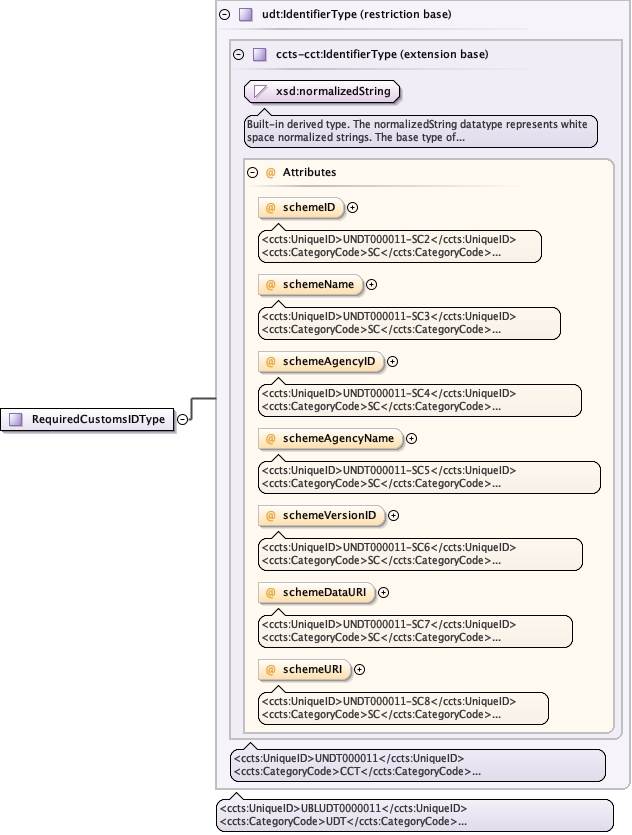 udt:IdentifierType (restriction base)
ccts-cct:IdentifierType (extension base)
xsd:normalizedString
Built-in derived type. The normalizedString datatype represents white
space normalized strings. The base type of...
@ Attributes
@ schemeID
<ccts:UniqueID>UNDT000011-SC2</ccts:UniqueID>
<ccts:CategoryCode>SC</ccts:CategoryCode>...
@ schemeName
<ccts:UniqueID>UNDT000011-SC3</ccts:UniqueID>
<ccts:CategoryCode>SC</ccts:CategoryCode>...
@ schemeAgencyID
<ccts:UniqueID>UNDT000011-SC4</ccts:UniqueID>
<ccts:CategoryCode>SC</ccts:CategoryCode>...
RequiredCustomsIDType
@ schemeAgencyName
<ccts:UniqueID>UNDT000011-SC5</ccts:UniqueID>
<ccts:CategoryCode>SC</ccts:CategoryCode>...
@ schemeVersionID
<ccts:UniqueID>UNDT000011-SC6</ccts:UniqueID>
<ccts:CategoryCode>SC</ccts:CategoryCode>...
@ schemeDataURI
<ccts:UniqueID>UNDT000011-SC7</ccts:UniqueID>
<ccts:CategoryCode>SC</ccts:CategoryCode>...
@ schemeURI
<ccts:UniqueID>UNDT000011-SC8</ccts:UniqueID>
<ccts:CategoryCode>SC</ccts:CategoryCode>...
<ccts:UniqueID>UNDT000011</ccts:UniqueID>
<ccts:CategoryCode>CCT</ccts:CategoryCode>...
<ccts:UniqueID>UBLUDT0000011</ccts:UniqueID>
<ccts:CategoryCode>UDT</ccts:CategoryCode>...